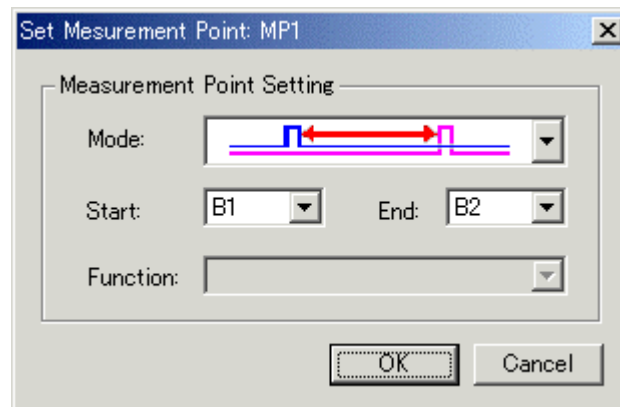 Set Mesurement Point: MP1
Measurement Point Setting
Mode:
Start: B1 End: B2
Function:
OK Cancel